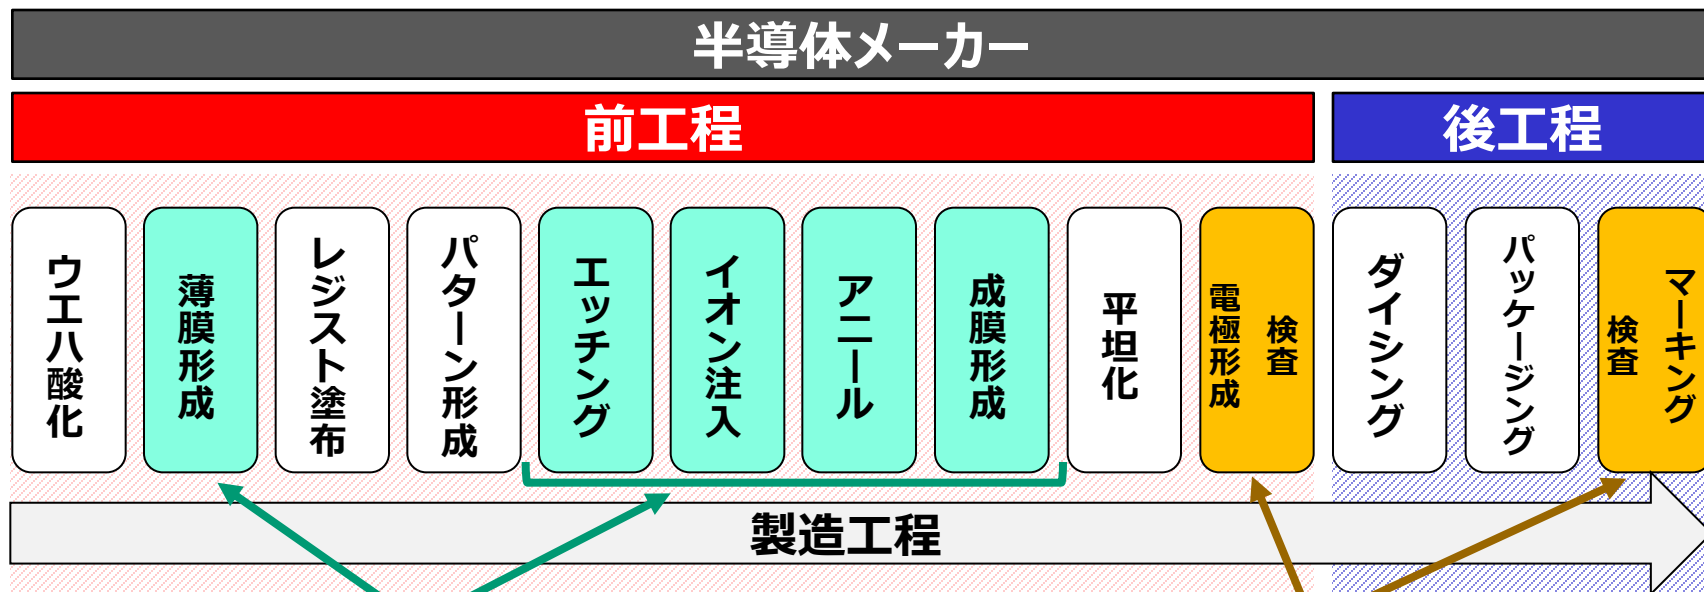 半導体メーカー
前工程
後工程
ウエハ酸化
薄膜形成
レジスト塗布
パターン形成
エッチング
イオン注入
アニール
成膜形成
平坦化
検査
電極形成
ダイシング
パッケージング
マーキング
検査
製造工程